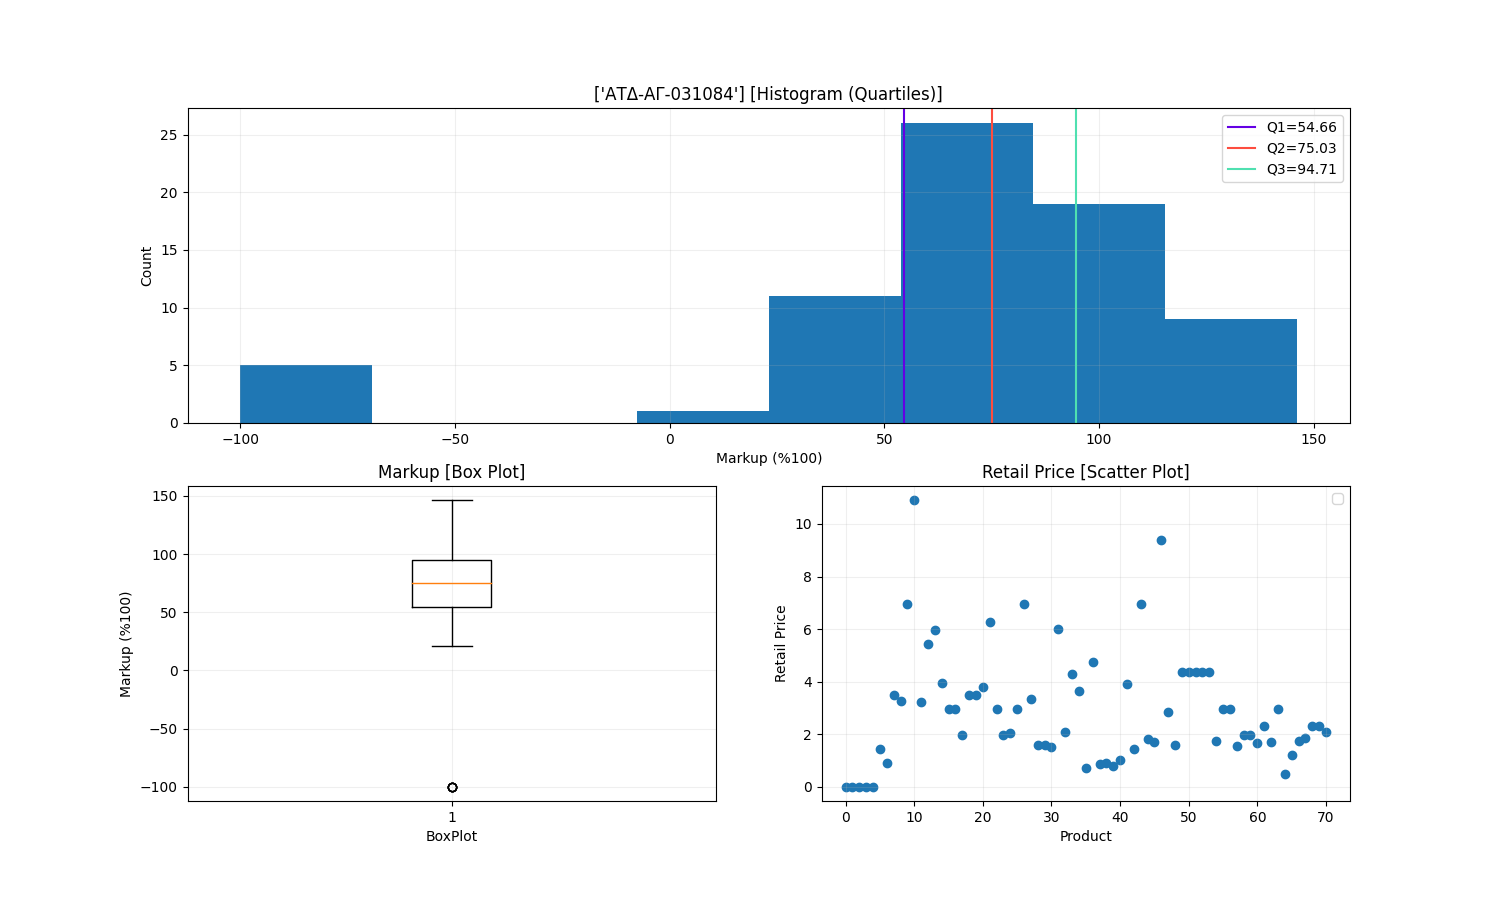 ['ΑΤΔ-ΑΓ-031084'] [Histogram (Quartiles)]
Q1=54.66
Q2=75.03
Q3=94.71
Count
25
20
15
10
5
0
−100 −50 0 50 100 150
Markup (%100)
Markup [Box Plot]
Markup (%100)
150
100
50
0
−50
−100
1
BoxPlot
Retail Price [Scatter Plot]
Retail Price
10
8
6
4
2
0
0 10 20 30 40 50 60 70
Product